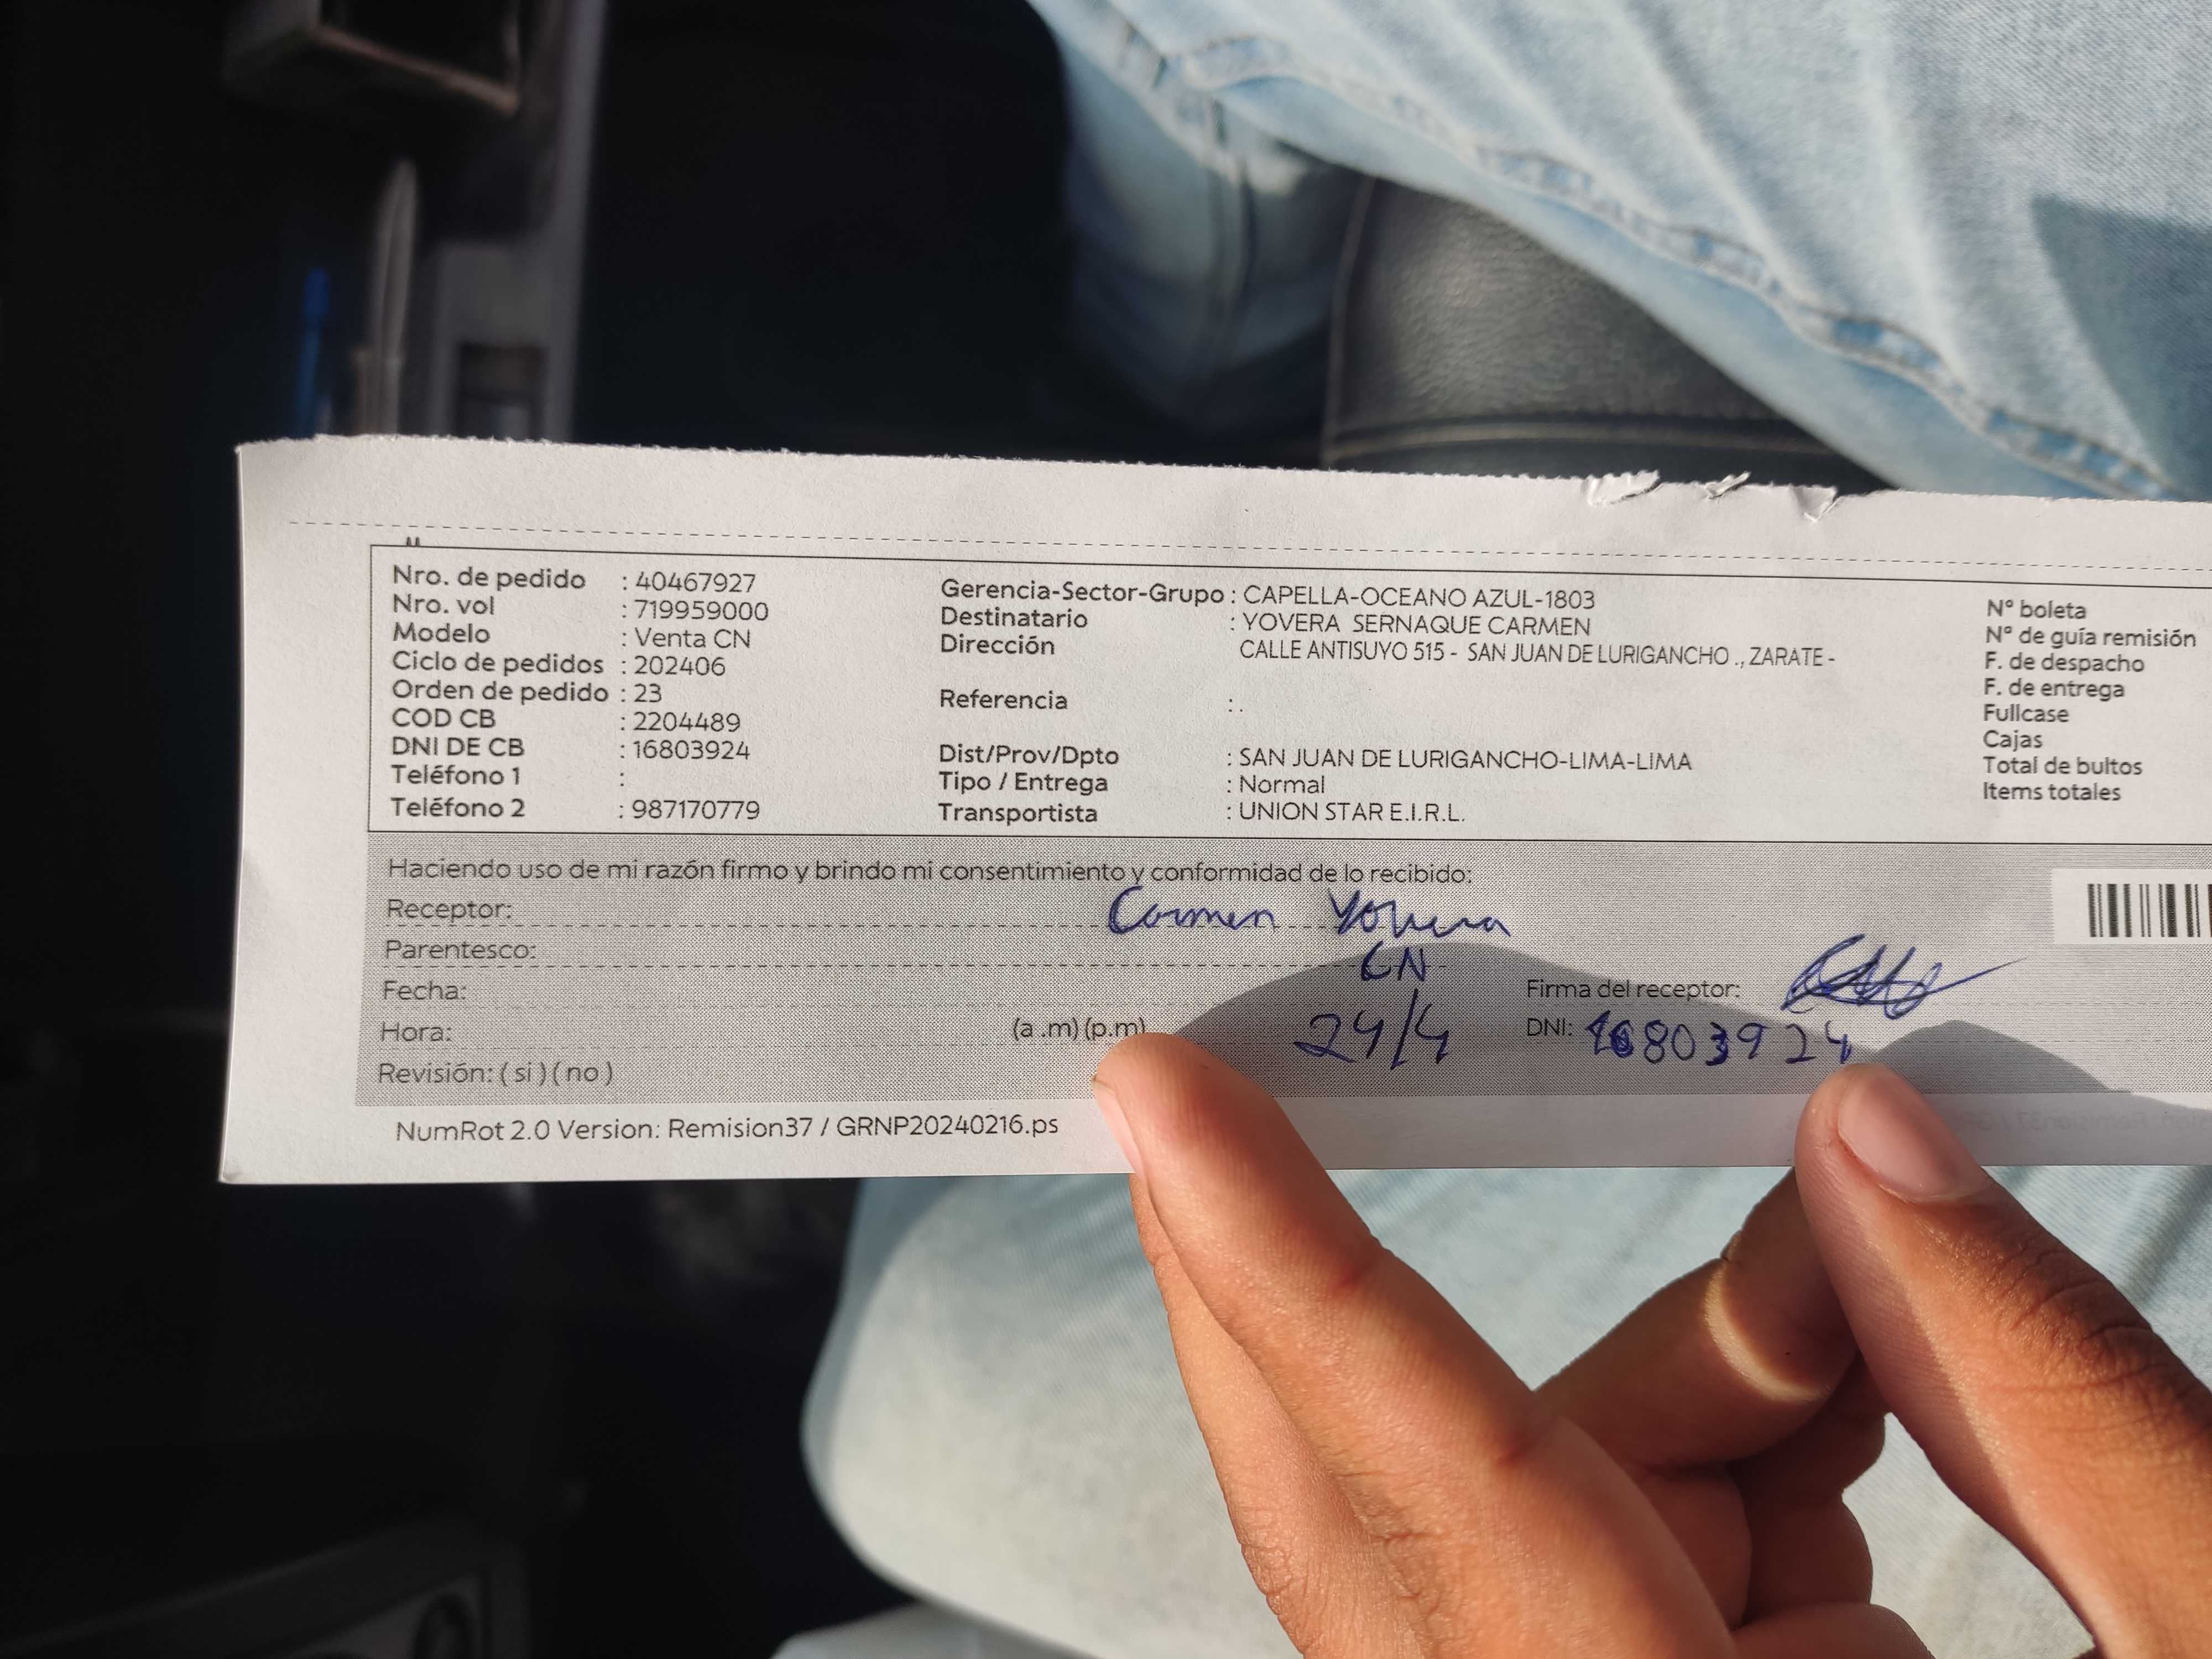 Nro. de pedido : 40467927
Nro. vol : 719959000
Modelo : Venta CN
Ciclo de pedidos : 202406
Orden de pedido : 23
COD CB : 2204489
DNI DE CB : 16803924
Teléfono 1 :
Teléfono 2 : 987170779
Gerencia-Sector-Grupo : CAPELLA-OCEANO AZUL-1803
Destinatario : YOVERA SERNAQUE CARMEN
Dirección CALLE ANTISUYO 515 - SAN JUAN DE LURIGANCHO ., ZARATE -
Referencia : .
Dist/Prov/Dpto : SAN JUAN DE LURIGANCHO-LIMA-LIMA
Tipo / Entrega : Normal
Transportista : UNION STAR E.I.R.L.
N° boleta
N° de guía remisión
F. de despacho
F. de entrega
Fullcase
Cajas
Total de bultos
Items totales
Haciendo uso de mi razón firmo y brindo mi consentimiento y conformidad de lo recibido:
Receptor: Carmen Yovera
Parentesco: CN
Fecha: 24/4
Firma del receptor:
Hora: (a .m) (p.m)
DNI: 16803924
Revisión: ( si ) ( no )
NumRot 2.0 Version: Remision37 / GRNP20240216.ps